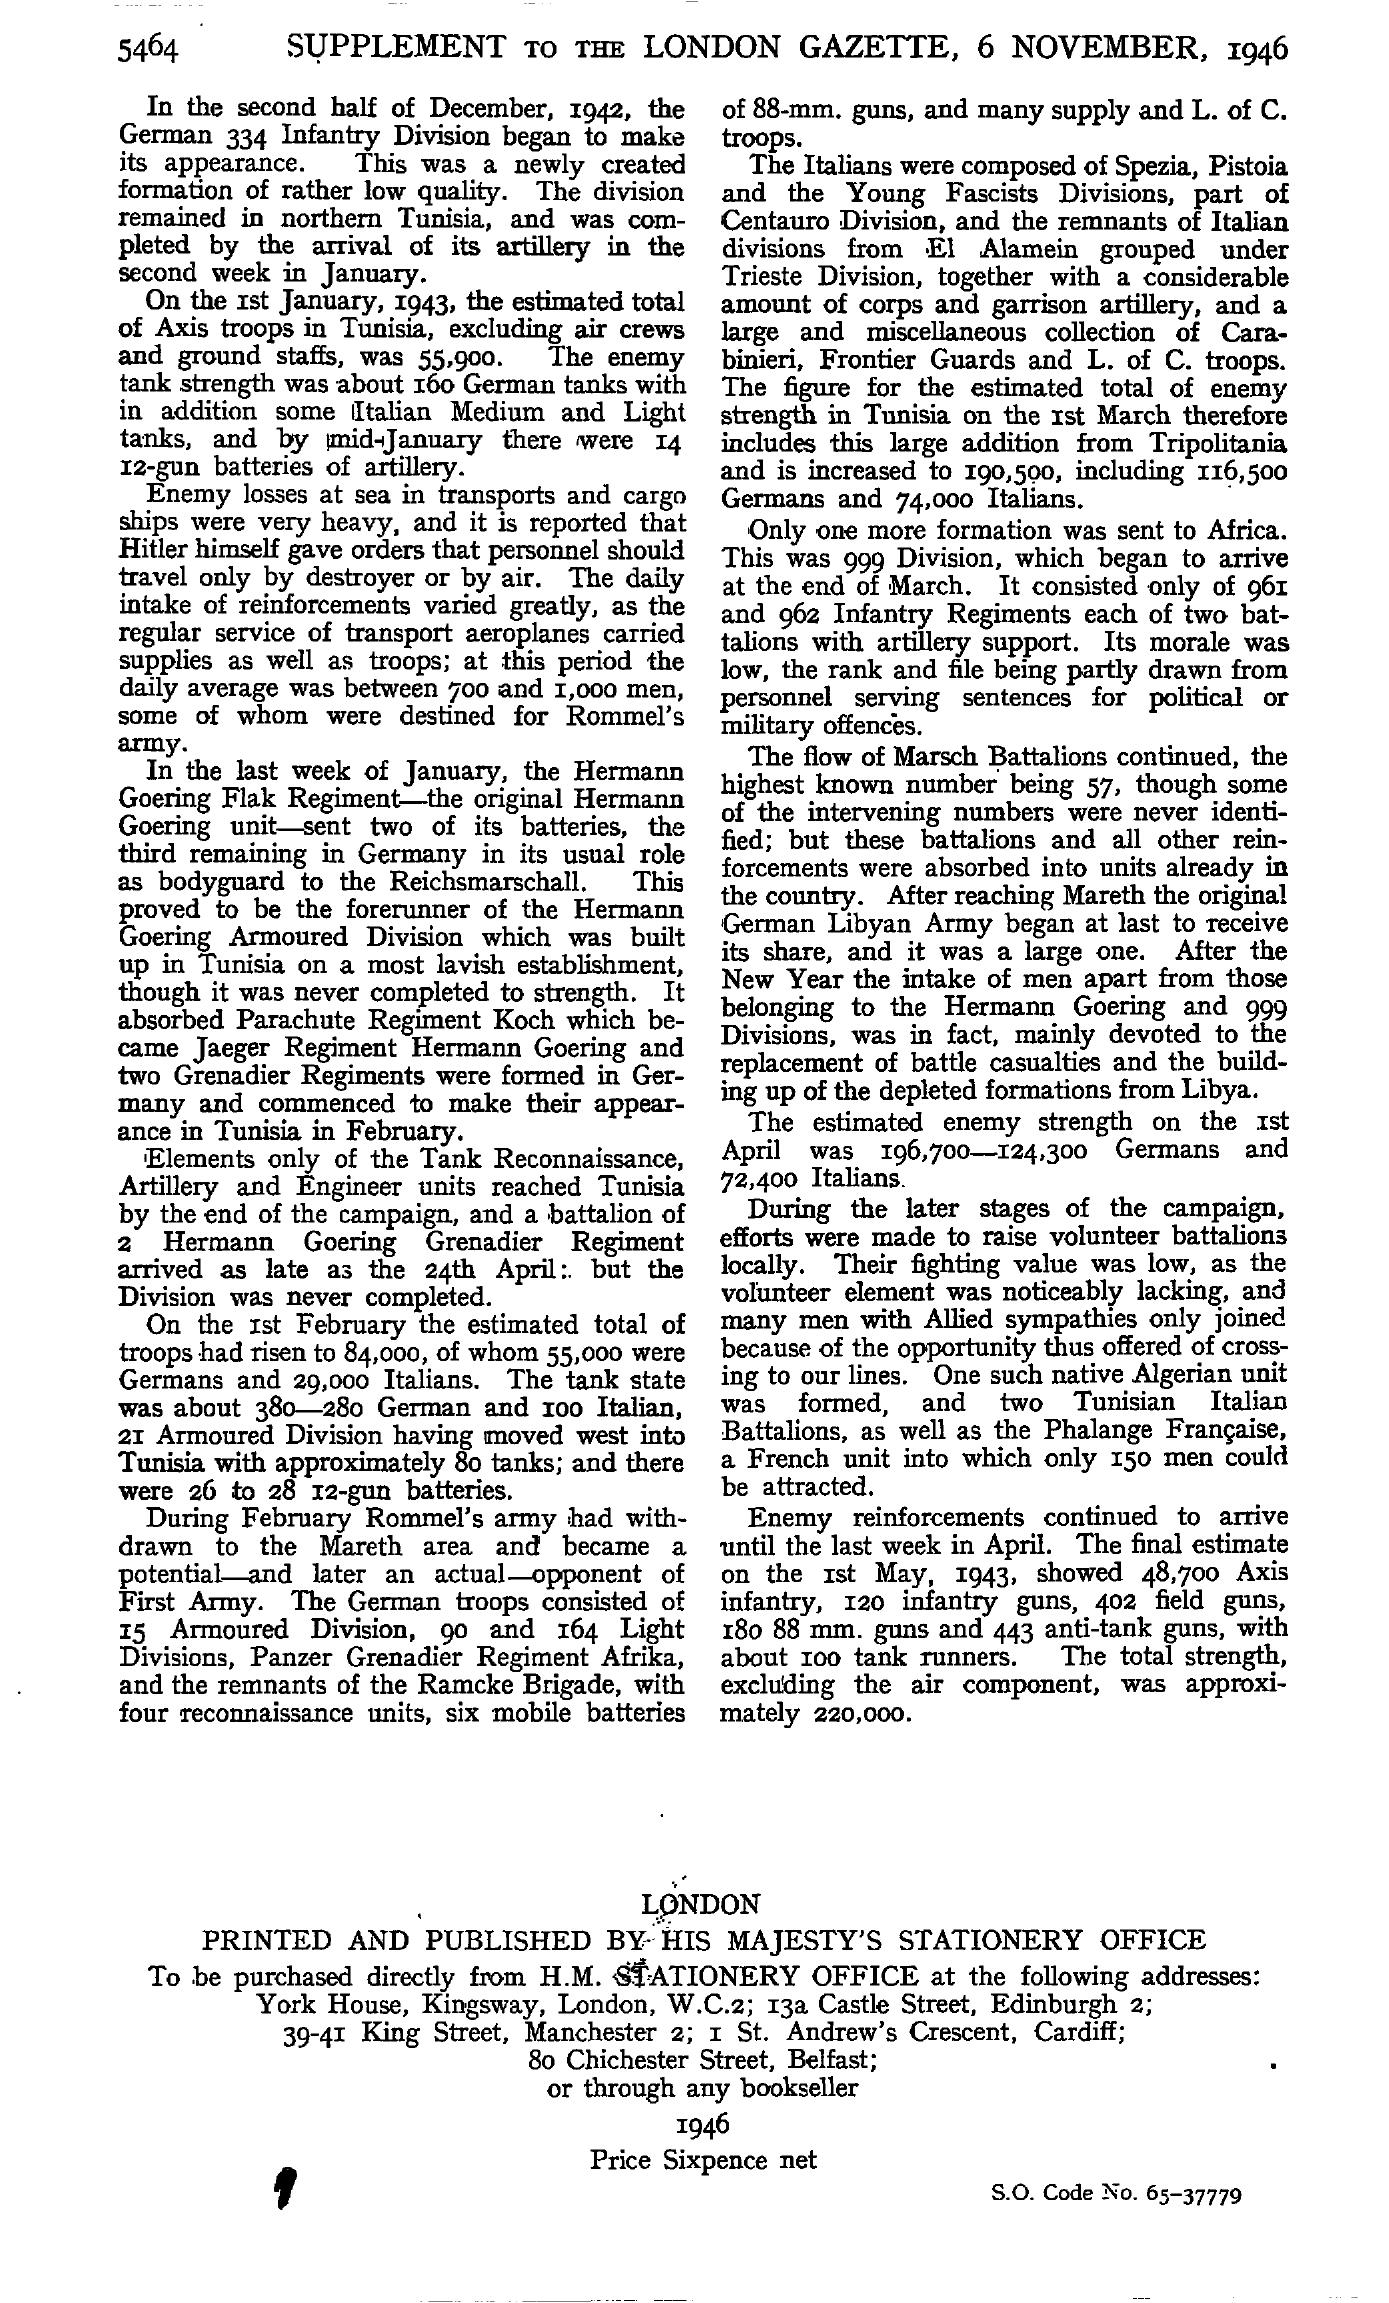 5464 SUPPLEMENT TO THE LONDON GAZETTE, 6 NOVEMBER, 1946
In the second half of December, 1942, the
German 334 Infantry Division began to make
its appearance. This was a newly created
formation of rather low quality. The division
remained in northern Tunisia, and was com-
pleted by the arrival of its artillery in the
second week in January.
On the 1st January, 1943, the estimated total
of Axis troops in Tunisia, excluding air crews
and ground staffs, was 55,900. The enemy
tank strength was about 160 German tanks with
in addition some Italian Medium and Light
tanks, and by mid-January there were 14
12-gun batteries of artillery.
Enemy losses at sea in transports and cargo
ships were very heavy, and it is reported that
Hitler himself gave orders that personnel should
travel only by destroyer or by air. The daily
intake of reinforcements varied greatly, as the
regular service of transport aeroplanes carried
supplies as well as troops; at this period the
daily average was between 700 and 1,000 men,
some of whom were destined for Rommel's
army.
In the last week of January, the Hermann
Goering Flak Regiment—the original Hermann
Goering unit—sent two of its batteries, the
third remaining in Germany in its usual role
as bodyguard to the Reichsmarschall. This
proved to be the forerunner of the Hermann
Goering Armoured Division which was built
up in Tunisia on a most lavish establishment,
though it was never completed to strength. It
absorbed Parachute Regiment Koch which be-
came Jaeger Regiment Hermann Goering and
two Grenadier Regiments were formed in Ger-
many and commenced to make their appear-
ance in Tunisia in February.
Elements only of the Tank Reconnaissance,
Artillery and Engineer units reached Tunisia
by the end of the campaign, and a battalion of
2 Hermann Goering Grenadier Regiment
arrived as late as the 24th April: but the
Division was never completed.
On the 1st February the estimated total of
troops had risen to 84,000, of whom 55,000 were
Germans and 29,000 Italians. The tank state
was about 380—280 German and 100 Italian,
21 Armoured Division having moved west into
Tunisia with approximately 80 tanks; and there
were 26 to 28 12-gun batteries.
During February Rommel's army had with-
drawn to the Mareth area and became a
potential—and later an actual—opponent of
First Army. The German troops consisted of
15 Armoured Division, 90 and 164 Light
Divisions, Panzer Grenadier Regiment Afrika,
and the remnants of the Ramcke Brigade, with
four reconnaissance units, six mobile batteries
of 88-mm. guns, and many supply and L. of C.
troops.
The Italians were composed of Spezia, Pistoia
and the Young Fascists Divisions, part of
Centauro Division, and the remnants of Italian
divisions from El Alamein grouped under
Trieste Division, together with a considerable
amount of corps and garrison artillery, and a
large and miscellaneous collection of Cara-
binieri, Frontier Guards and L. of C. troops.
The figure for the estimated total of enemy
strength in Tunisia on the 1st March therefore
includes this large addition from Tripolitania
and is increased to 190,500, including 116,500
Germans and 74,000 Italians.
Only one more formation was sent to Africa.
This was 999 Division, which began to arrive
at the end of March. It consisted only of 961
and 962 Infantry Regiments each of two bat-
talions with artillery support. Its morale was
low, the rank and file being partly drawn from
personnel serving sentences for political or
military offences.
The flow of Marsch Battalions continued, the
highest known number being 57, though some
of the intervening numbers were never identi-
fied; but these battalions and all other rein-
forcements were absorbed into units already in
the country. After reaching Mareth the original
German Libyan Army began at last to receive
its share, and it was a large one. After the
New Year the intake of men apart from those
belonging to the Hermann Goering and 999
Divisions, was in fact, mainly devoted to the
replacement of battle casualties and the build-
ing up of the depleted formations from Libya.
The estimated enemy strength on the 1st
April was 196,700—124,300 Germans and
72,400 Italians.
During the later stages of the campaign,
efforts were made to raise volunteer battalions
locally. Their fighting value was low, as the
volunteer element was noticeably lacking, and
many men with Allied sympathies only joined
because of the opportunity thus offered of cross-
ing to our lines. One such native Algerian unit
was formed, and two Tunisian Italian
Battalions, as well as the Phalange Française,
a French unit into which only 150 men could
be attracted.
Enemy reinforcements continued to arrive
until the last week in April. The final estimate
on the 1st May, 1943, showed 48,700 Axis
infantry, 120 infantry guns, 402 field guns,
180 88 mm. guns and 443 anti-tank guns, with
about 100 tank runners. The total strength,
excluding the air component, was approxi-
mately 220,000.
LONDON
PRINTED AND PUBLISHED BY HIS MAJESTY'S STATIONERY OFFICE
To be purchased directly from H.M. STATIONERY OFFICE at the following addresses:
York House, Kingsway, London, W.C.2; 13a Castle Street, Edinburgh 2;
39-41 King Street, Manchester 2; 1 St. Andrew's Crescent, Cardiff;
80 Chichester Street, Belfast;
or through any bookseller
1946
Price Sixpence net
S.O. Code No. 65-37779